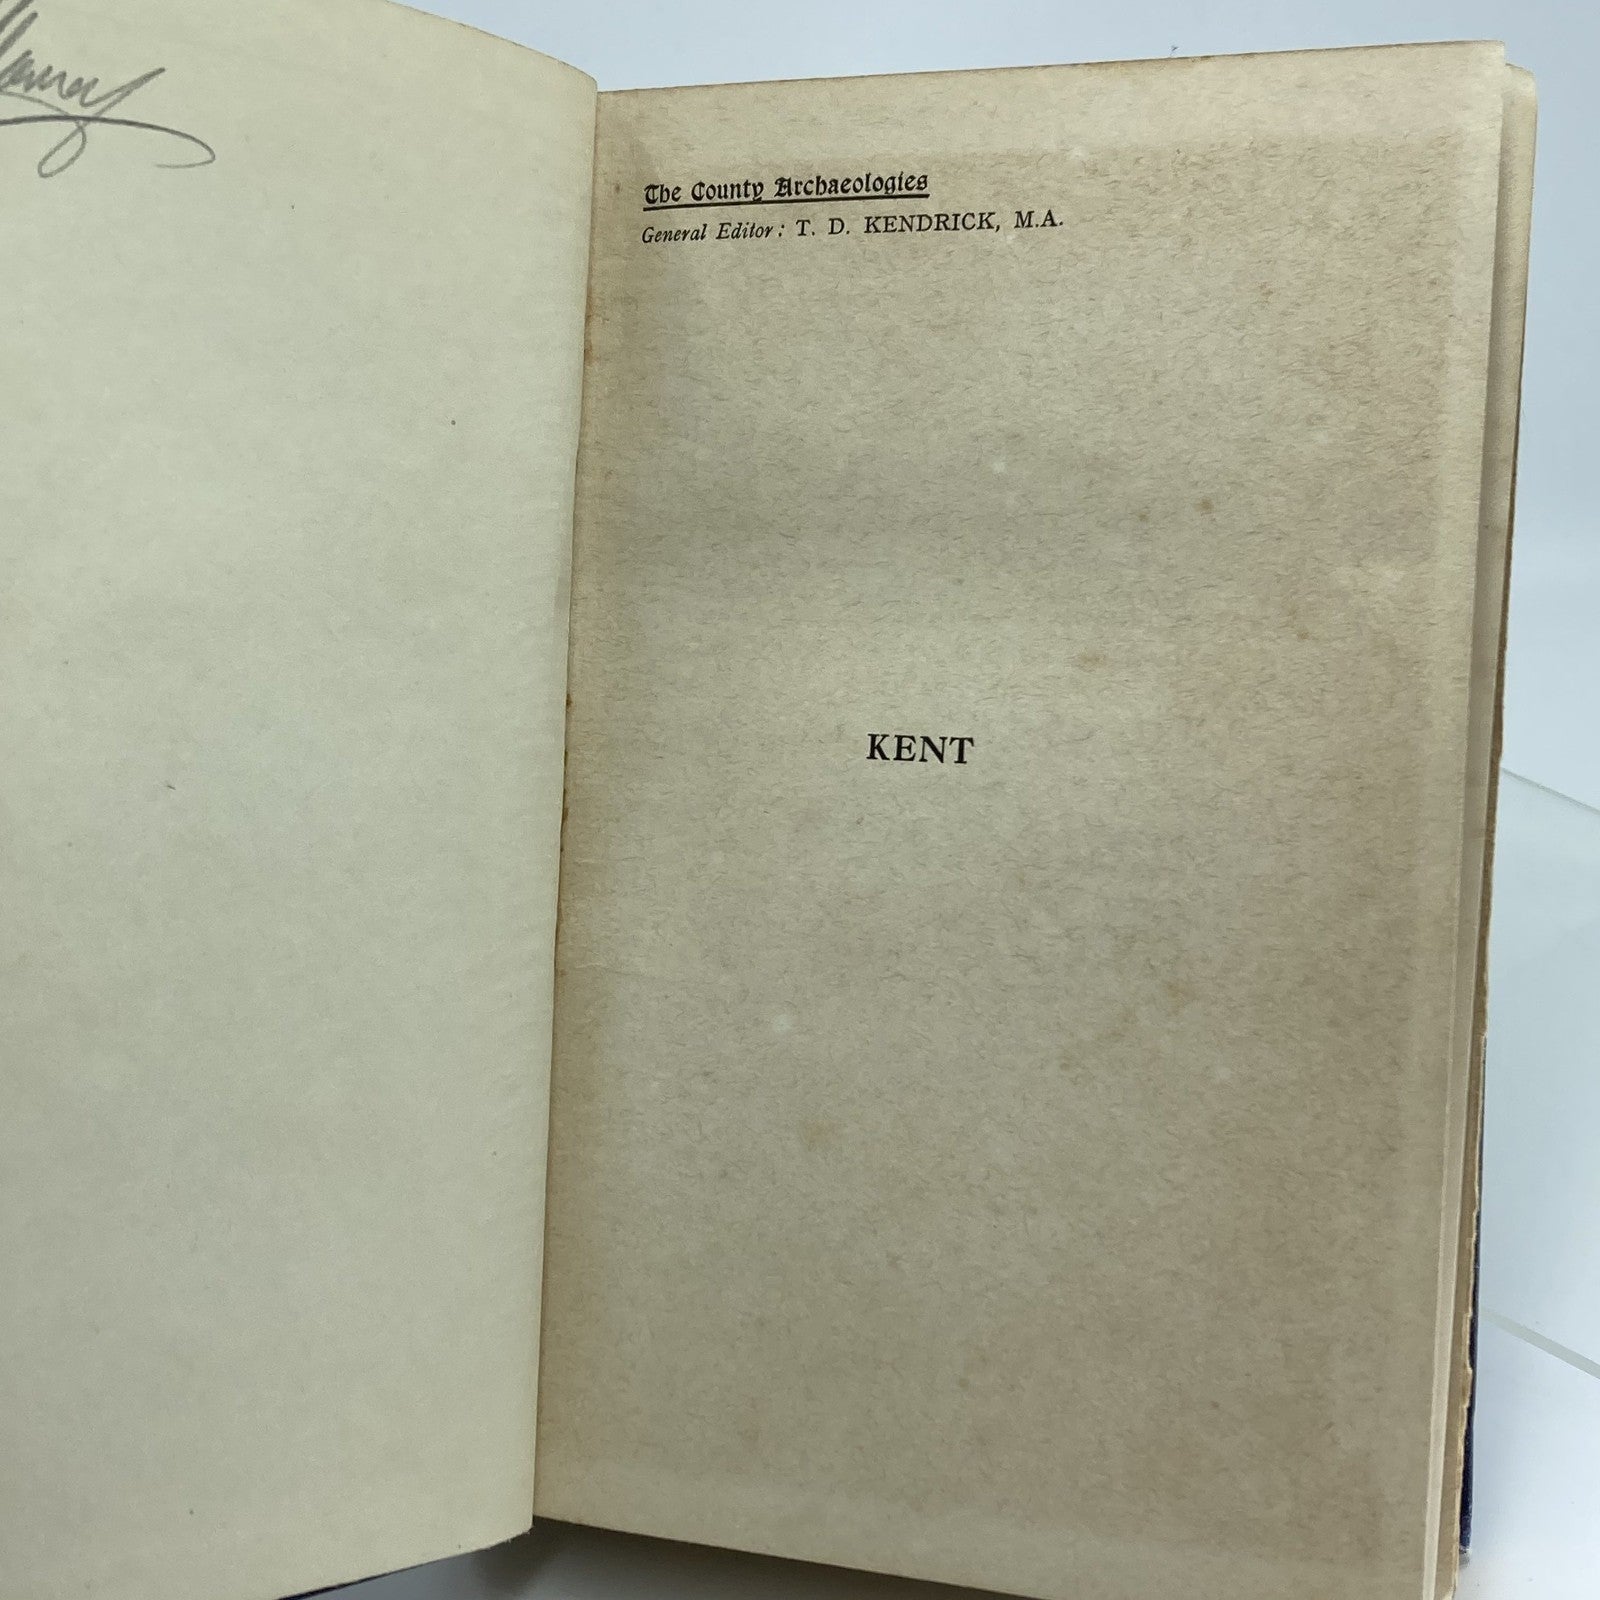 The County Archaeologies
General Editor: T. D. KENDRICK, M.A.
KENT